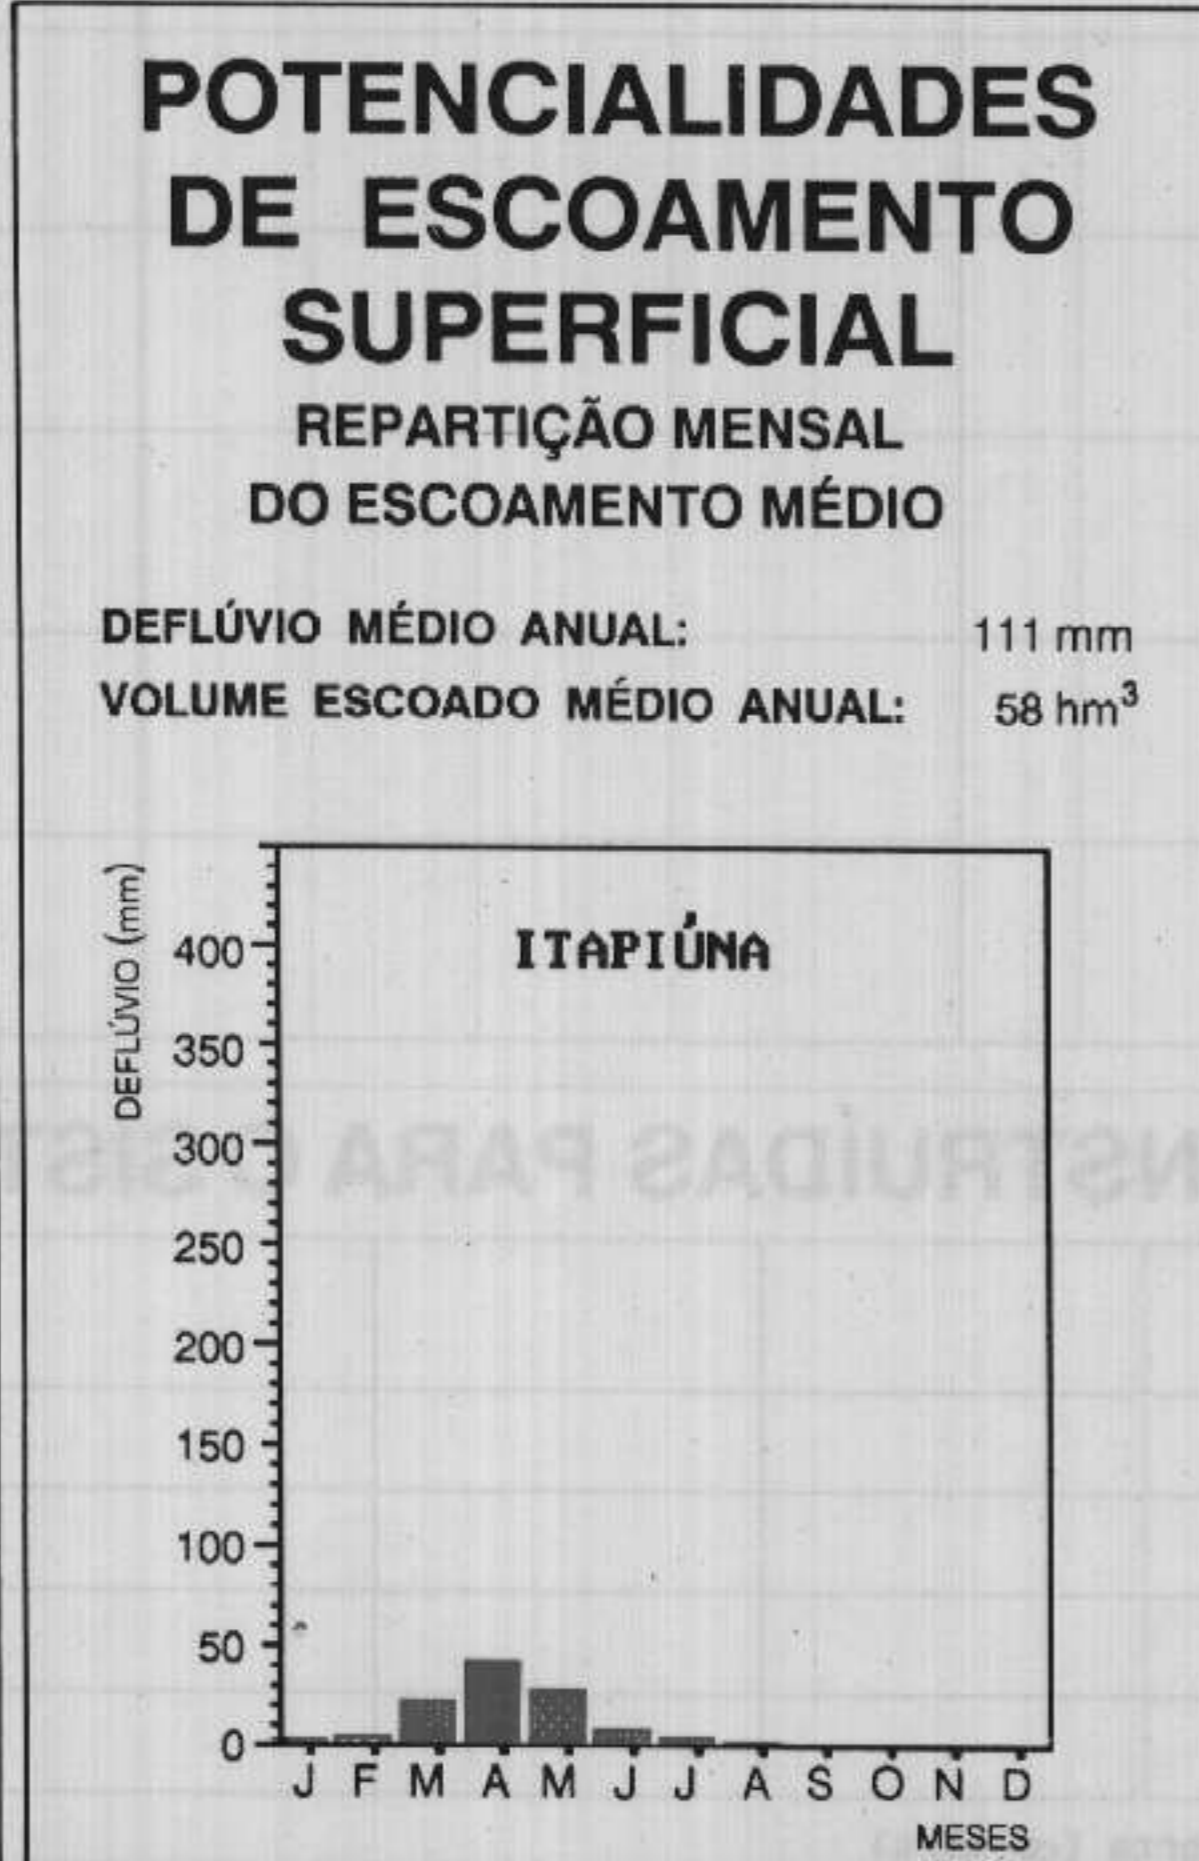 POTENCIALIDADES
DE ESCOAMENTO
SUPERFICIAL
REPARTIÇÃO MENSAL
DO ESCOAMENTO MÉDIO
DEFLÚVIO MÉDIO ANUAL: 111 mm
VOLUME ESCOADO MÉDIO ANUAL: 58 hm³
DEFLÚVIO (mm)
ITAPIÚNA
400
350
300
250
200
150
100
50
0
J F M A M J J A S O N D
MESES